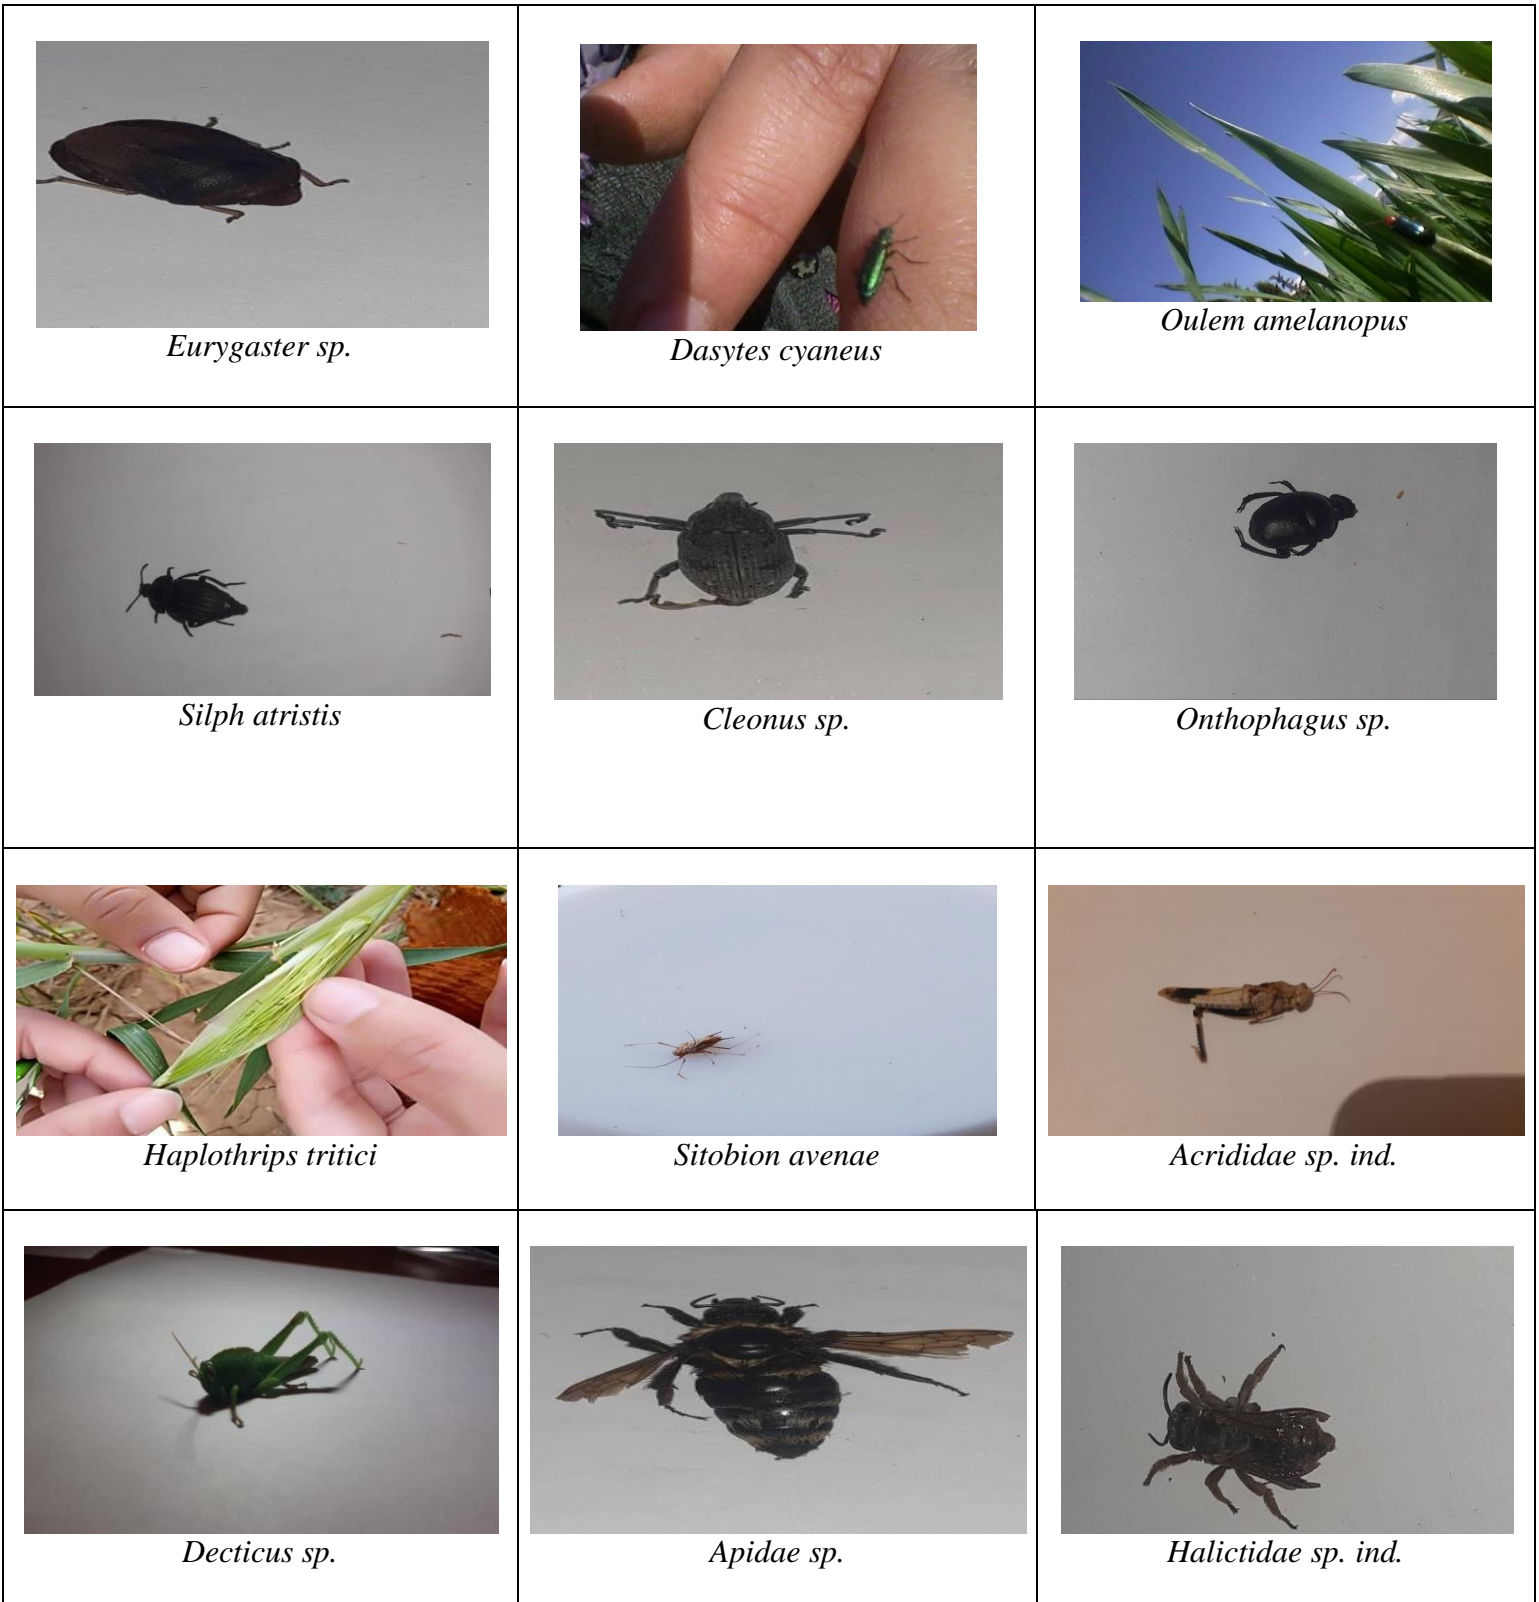 Eurygaster sp.
Dasytes cyaneus
Oulem amelanopus
Silph atristis
Cleonus sp.
Onthophagus sp.
Haplothrips tritici
Sitobion avenae
Acrididae sp. ind.
Decticus sp.
Apidae sp.
Halictidae sp. ind.